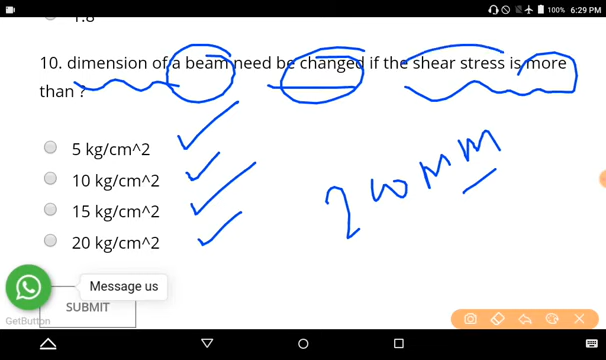 100% 6:29 PM
1.8
10. dimension of a beam need be changed if the shear stress is more
than ?
5 kg/cm^2
10 kg/cm^2
15 kg/cm^2
20 kg/cm^2
Message us
GetButton
SUBMIT